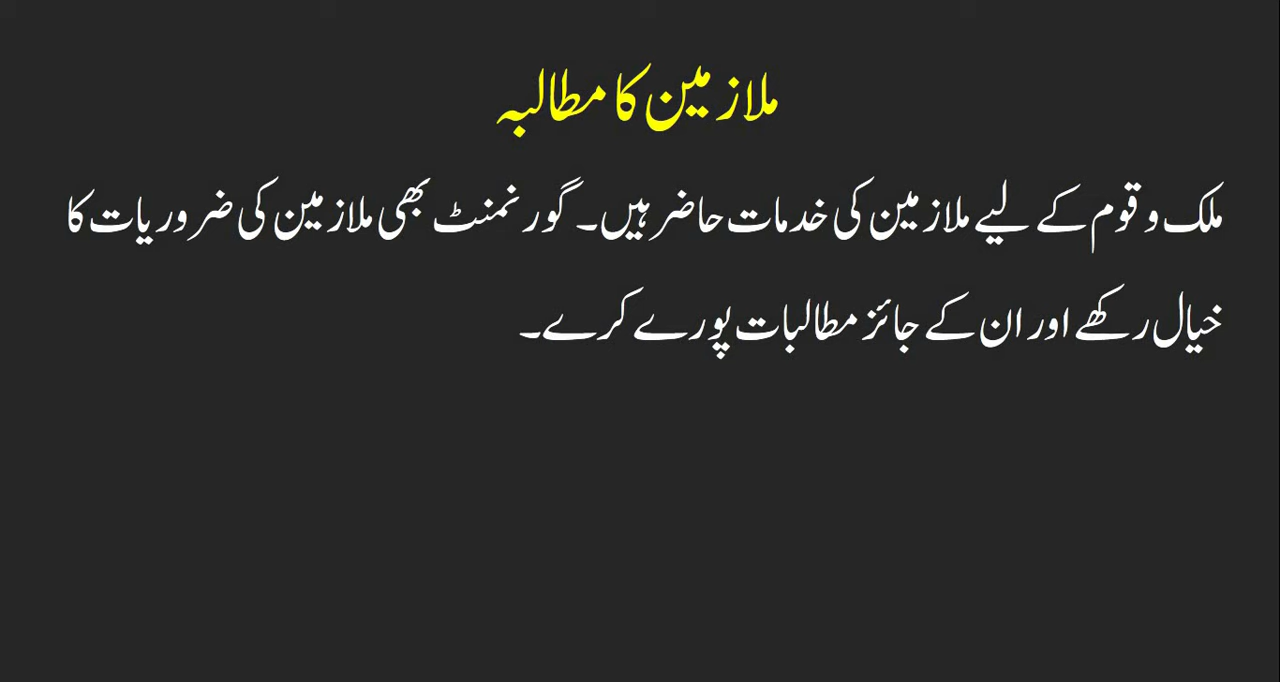 ملازمین کا مطالبہ
ملک و قوم کے لیے ملازمین کی خدمات حاضر ہیں۔ گورنمنٹ بھی ملازمین کی ضروریات کا
خیال رکھے اور ان کے جائز مطالبات پورے کرے۔